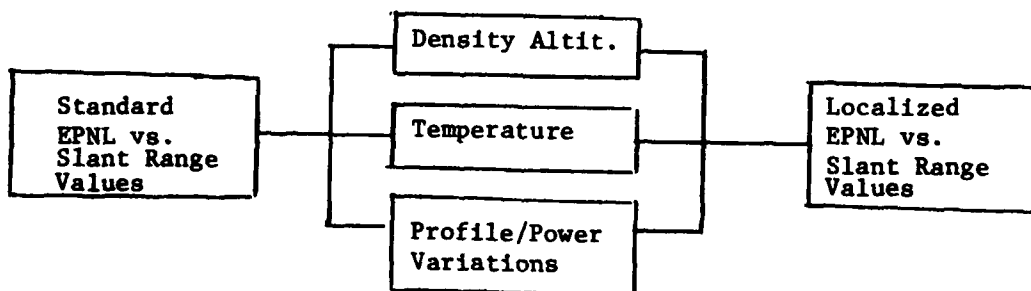 Standard
EPNL vs.
Slant Range
Values
Density Altit.
Temperature
Profile/Power
Variations
Localized
EPNL vs.
Slant Range
Values